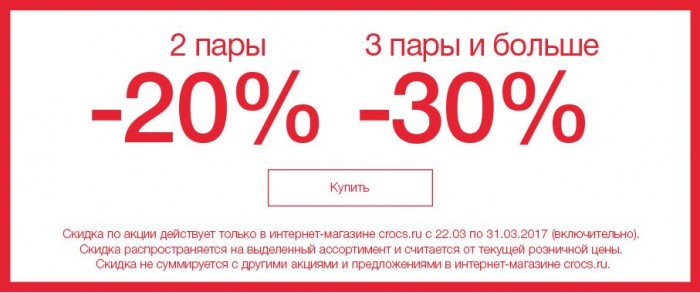 2 пары
-20%
3 пары и больше
-30%
Купить
Скидка по акции действует только в интернет-магазине crocs.ru с 22.03 по 31.03.2017 (включительно).
Скидка распространяется на выделенный ассортимент и считается от текущей розничной цены.
Скидка не суммируется с другими акциями и предложениями в интернет-магазине crocs.ru.